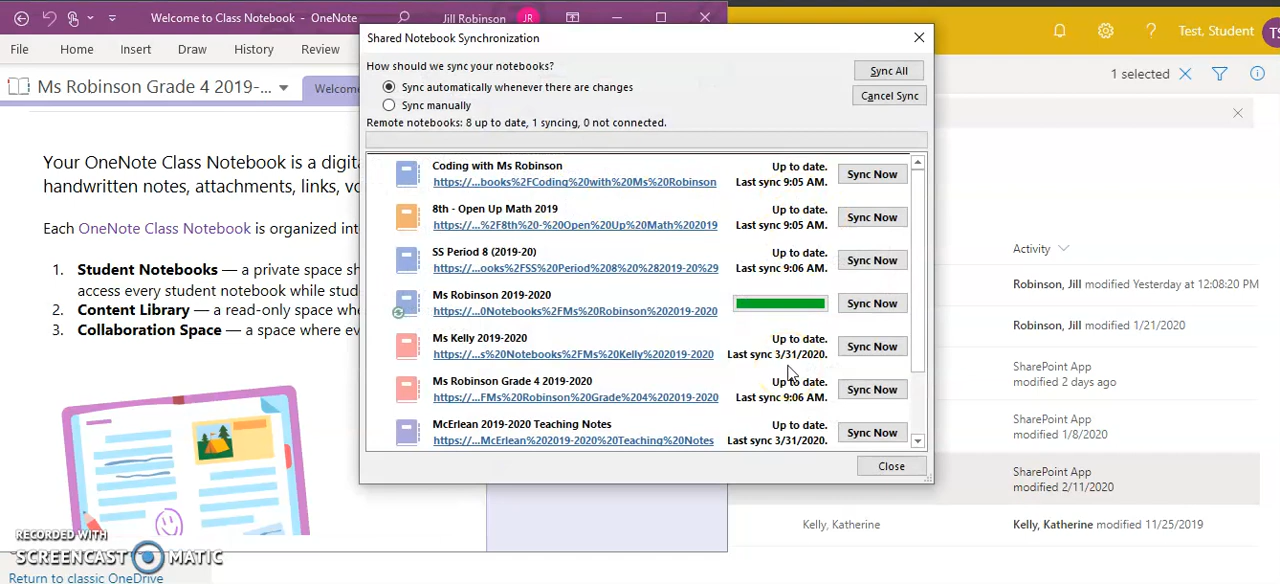 Welcome to Class Notebook - OneNote
Jill Robinson
JR
File
Home
Insert
Draw
History
Review
Ms Robinson Grade 4 2019-...
Welcome
Your OneNote Class Notebook is a digita
handwritten notes, attachments, links, vo
Each OneNote Class Notebook is organized int
1. Student Notebooks — a private space sh
access every student notebook while stud
2. Content Library — a read-only space whe
3. Collaboration Space — a space where ev
RECORDED WITH
SCREENCAST MATIC
Return to classic OneDrive
Shared Notebook Synchronization
How should we sync your notebooks?
Sync All
Sync automatically whenever there are changes
Cancel Sync
Sync manually
Remote notebooks: 8 up to date, 1 syncing, 0 not connected.
Coding with Ms Robinson
Up to date.
https://...books%2FCoding%20with%20Ms%20Robinson
Last sync 9:05 AM.
Sync Now
8th - Open Up Math 2019
Up to date.
https://...%2F8th%20-%20Open%20Up%20Math%202019
Last sync 9:05 AM.
Sync Now
SS Period 8 (2019-20)
Up to date.
https://...ooks%2FSS%20Period%208%20%282019-20%29
Last sync 9:06 AM.
Sync Now
Ms Robinson 2019-2020
https://...0Notebooks%2FMs%20Robinson%202019-2020
Sync Now
Ms Kelly 2019-2020
Up to date.
https://...s%20Notebooks%2FMs%20Kelly%202019-2020
Last sync 3/31/2020.
Sync Now
Ms Robinson Grade 4 2019-2020
Up to date.
https://...FMs%20Robinson%20Grade%204%202019-2020
Last sync 9:06 AM.
Sync Now
McErlean 2019-2020 Teaching Notes
Up to date.
https://...McErlean%202019-2020%20Teaching%20Notes
Last sync 3/31/2020.
Sync Now
Close
Test, Student
TS
1 selected
Activity
Robinson, Jill modified Yesterday at 12:08:20 PM
Robinson, Jill modified 1/21/2020
SharePoint App
modified 2 days ago
SharePoint App
modified 1/8/2020
SharePoint App
modified 2/11/2020
Kelly, Katherine
Kelly, Katherine modified 11/25/2019